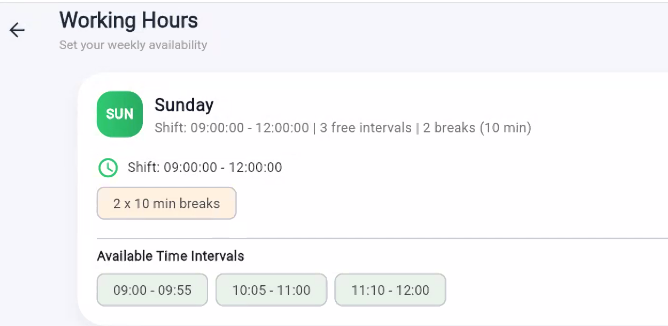 Working Hours
Set your weekly availability
SUN
Sunday
Shift: 09:00:00 - 12:00:00 | 3 free intervals | 2 breaks (10 min)
Shift: 09:00:00 - 12:00:00
2 x 10 min breaks
Available Time Intervals
09:00 - 09:55
10:05 - 11:00
11:10 - 12:00